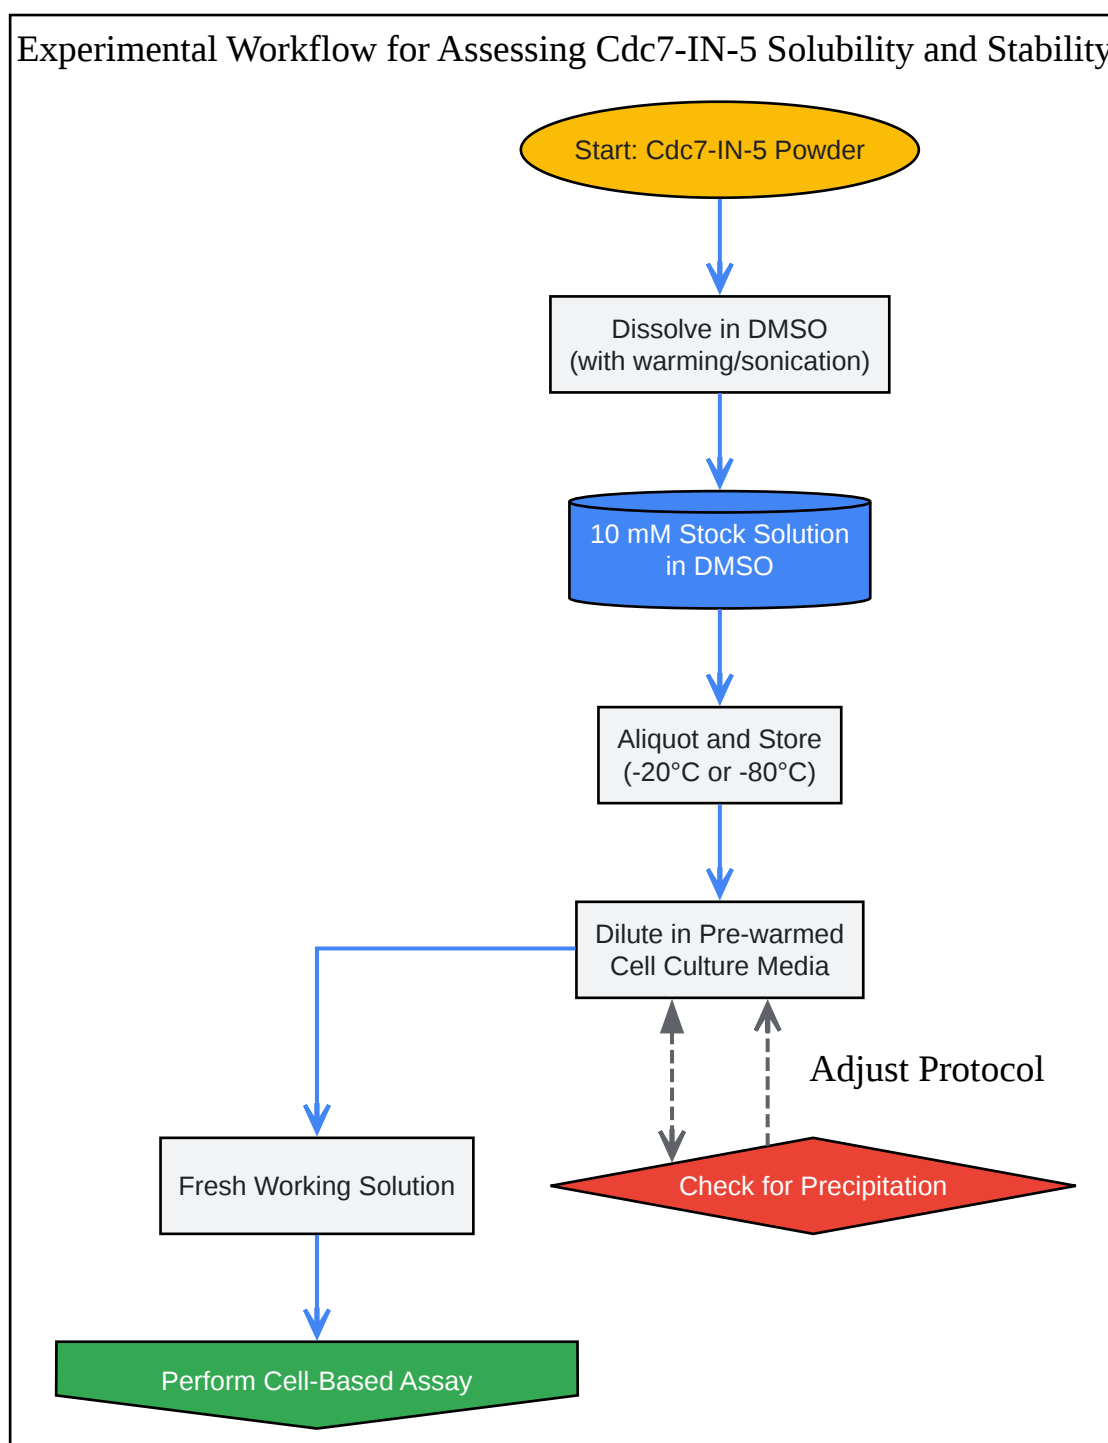 Experimental Workflow for Assessing Cdc7-IN-5 Solubility and Stability
Start: Cdc7-IN-5 Powder
Dissolve in DMSO
(with warming/sonication)
10 mM Stock Solution
in DMSO
Aliquot and Store
(-20°C or -80°C)
Dilute in Pre-warmed
Cell Culture Media
Adjust Protocol
Fresh Working Solution
Check for Precipitation
Perform Cell-Based Assay